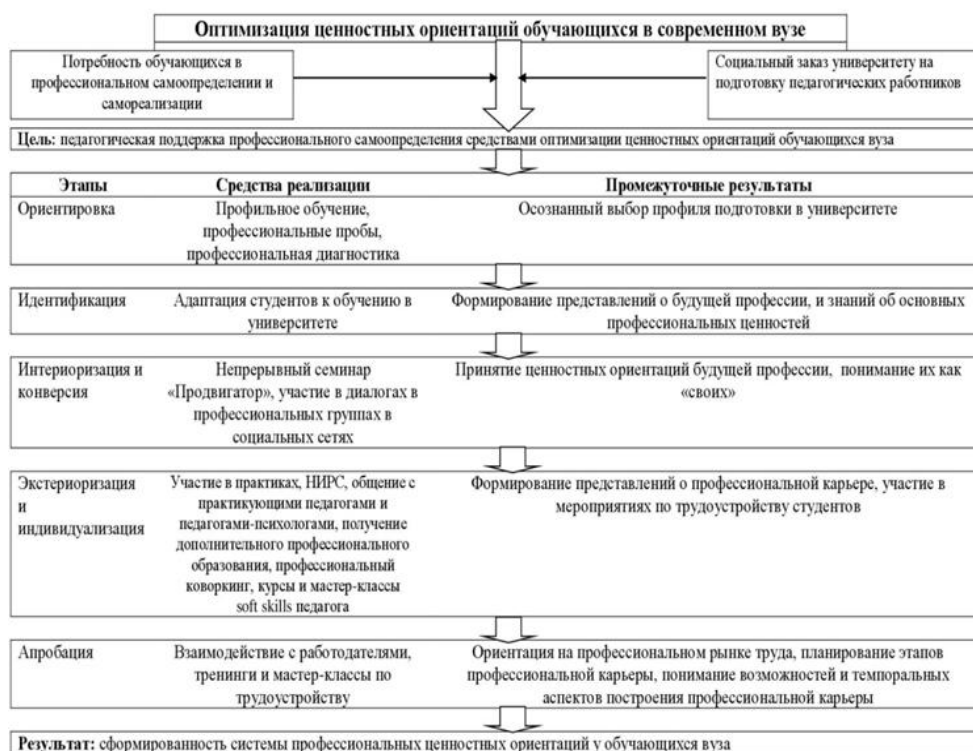 Оптимизация ценностных ориентаций обучающихся в современном вузе
Потребность обучающихся в
профессиональном самоопределении и
самореализации
Социальный заказ университету на
подготовку педагогических работников
Цель: педагогическая поддержка профессионального самоопределения средствами оптимизации ценностных ориентаций обучающихся вуза
Этапы
Средства реализации
Промежуточные результаты
Ориентировка
Профильное обучение,
профессиональные пробы,
профессиональная диагностика
Осознанный выбор профиля подготовки в университете
Идентификация
Адаптация студентов к обучению в
университете
Формирование представлений о будущей профессии, и знаний об основных
профессиональных ценностей
Интериоризация и
конверсия
Непрерывный семинар
«Продвигатор», участие в диалогах в
профессиональных группах в
социальных сетях
Принятие ценностных ориентаций будущей профессии, понимание их как
«своих»
Экстериоризация
и
индивидуализация
Участие в практиках, НИРС, общение с
практикующими педагогами и
педагогами-психологами, получение
дополнительного профессионального
образования, профессиональный
коворкинг, курсы и мастер-классы
soft skills педагога
Формирование представлений о профессиональной карьере, участие в
мероприятиях по трудоустройству студентов
Апробация
Взаимодействие с работодателями,
тренинги и мастер-классы по
трудоустройству
Ориентация на профессиональном рынке труда, планирование этапов
профессиональной карьеры, понимание возможностей и темпоральных
аспектов построения профессиональной карьеры
Результат: сформированность системы профессиональных ценностных ориентаций у обучающихся вуза